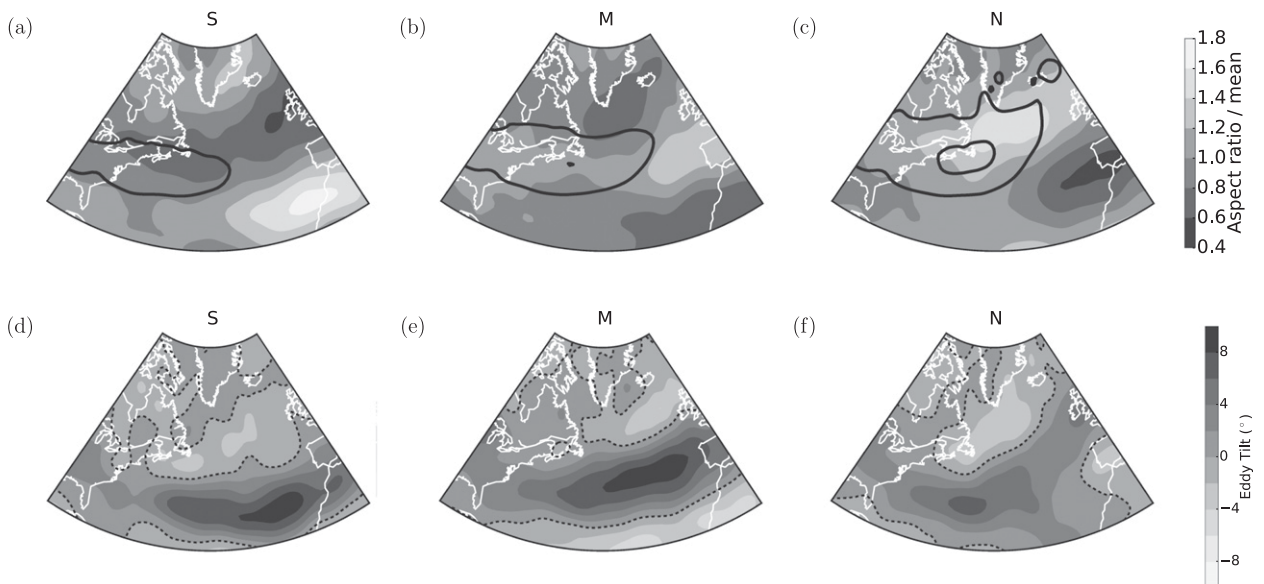 (a)
S
(b)
M
(c)
N
1.8
1.6
1.4
1.2
1.0
0.8
0.6
0.4
Aspect ratio / mean
(d)
S
(e)
M
(f)
N
8
4
0
−4
−8
Eddy Tilt (°)